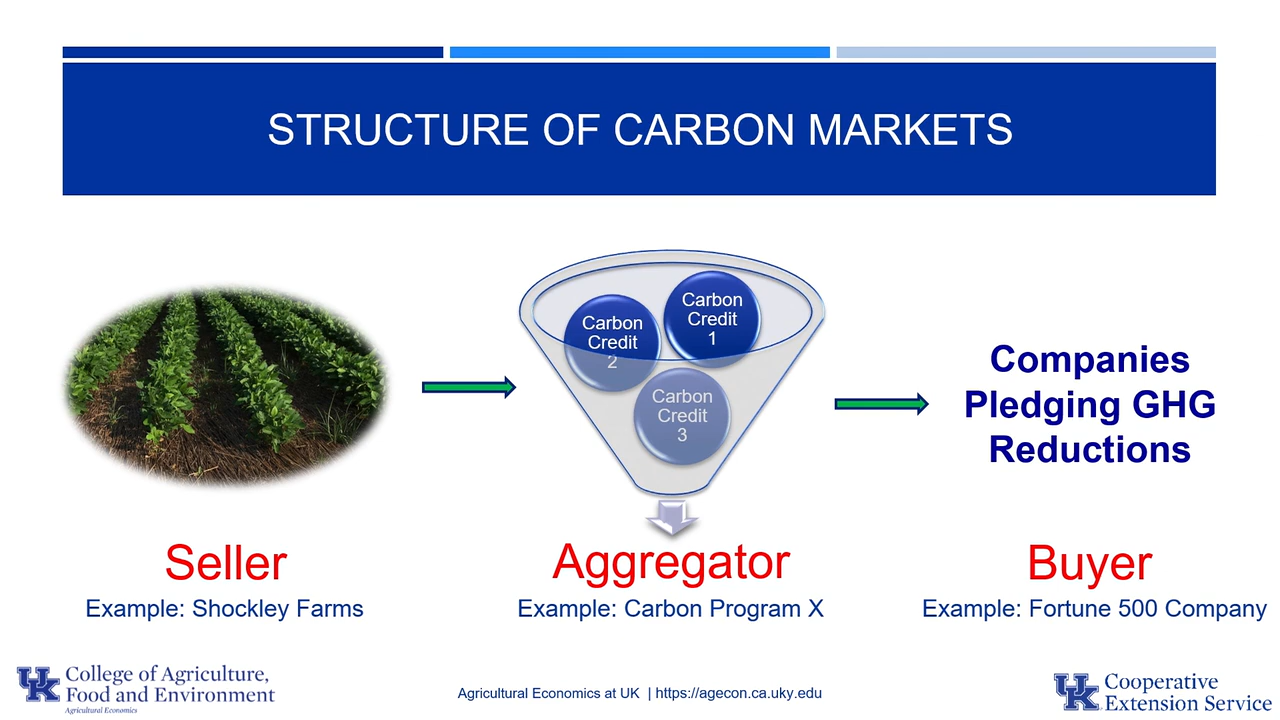 STRUCTURE OF CARBON MARKETS
Carbon
Credit
1
Carbon
Credit
2
Carbon
Credit
3
Companies
Pledging GHG
Reductions
Seller
Aggregator
Buyer
Example: Shockley Farms
Example: Carbon Program X
Example: Fortune 500 Company
UK
College of Agriculture,
Food and Environment
Agricultural Economics
Agricultural Economics at UK | https://agecon.ca.uky.edu
UK
Cooperative
Extension Service